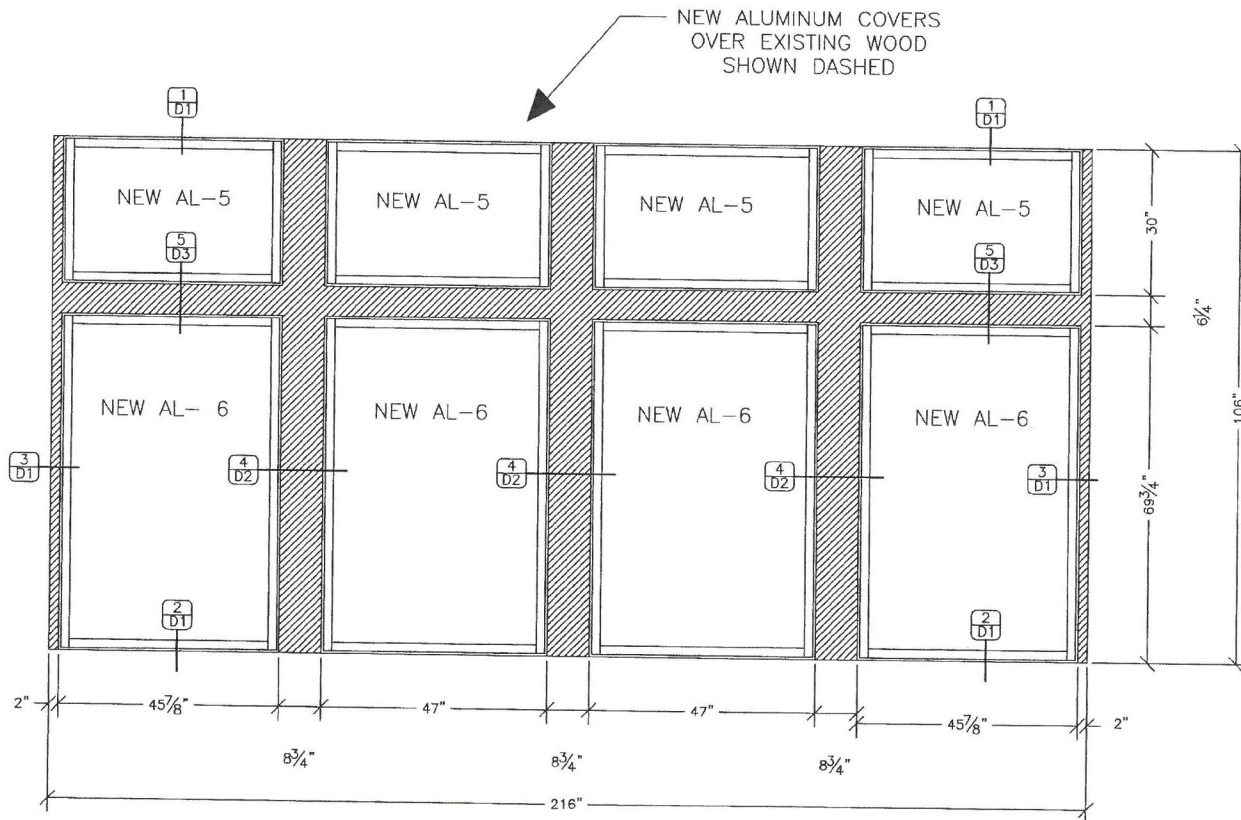 NEW ALUMINUM COVERS
OVER EXISTING WOOD
SHOWN DASHED
1
D1
1
D1
NEW AL-5
NEW AL-5
NEW AL-5
NEW AL-5
5
D3
5
D3
30"
6¼"
106"
69¾"
NEW AL- 6
NEW AL-6
NEW AL-6
NEW AL-6
3
D1
4
D2
4
D2
4
D2
3
D1
2
D1
2
D1
2"
45⅞"
47"
47"
45⅞"
2"
8¾"
8¾"
8¾"
216"